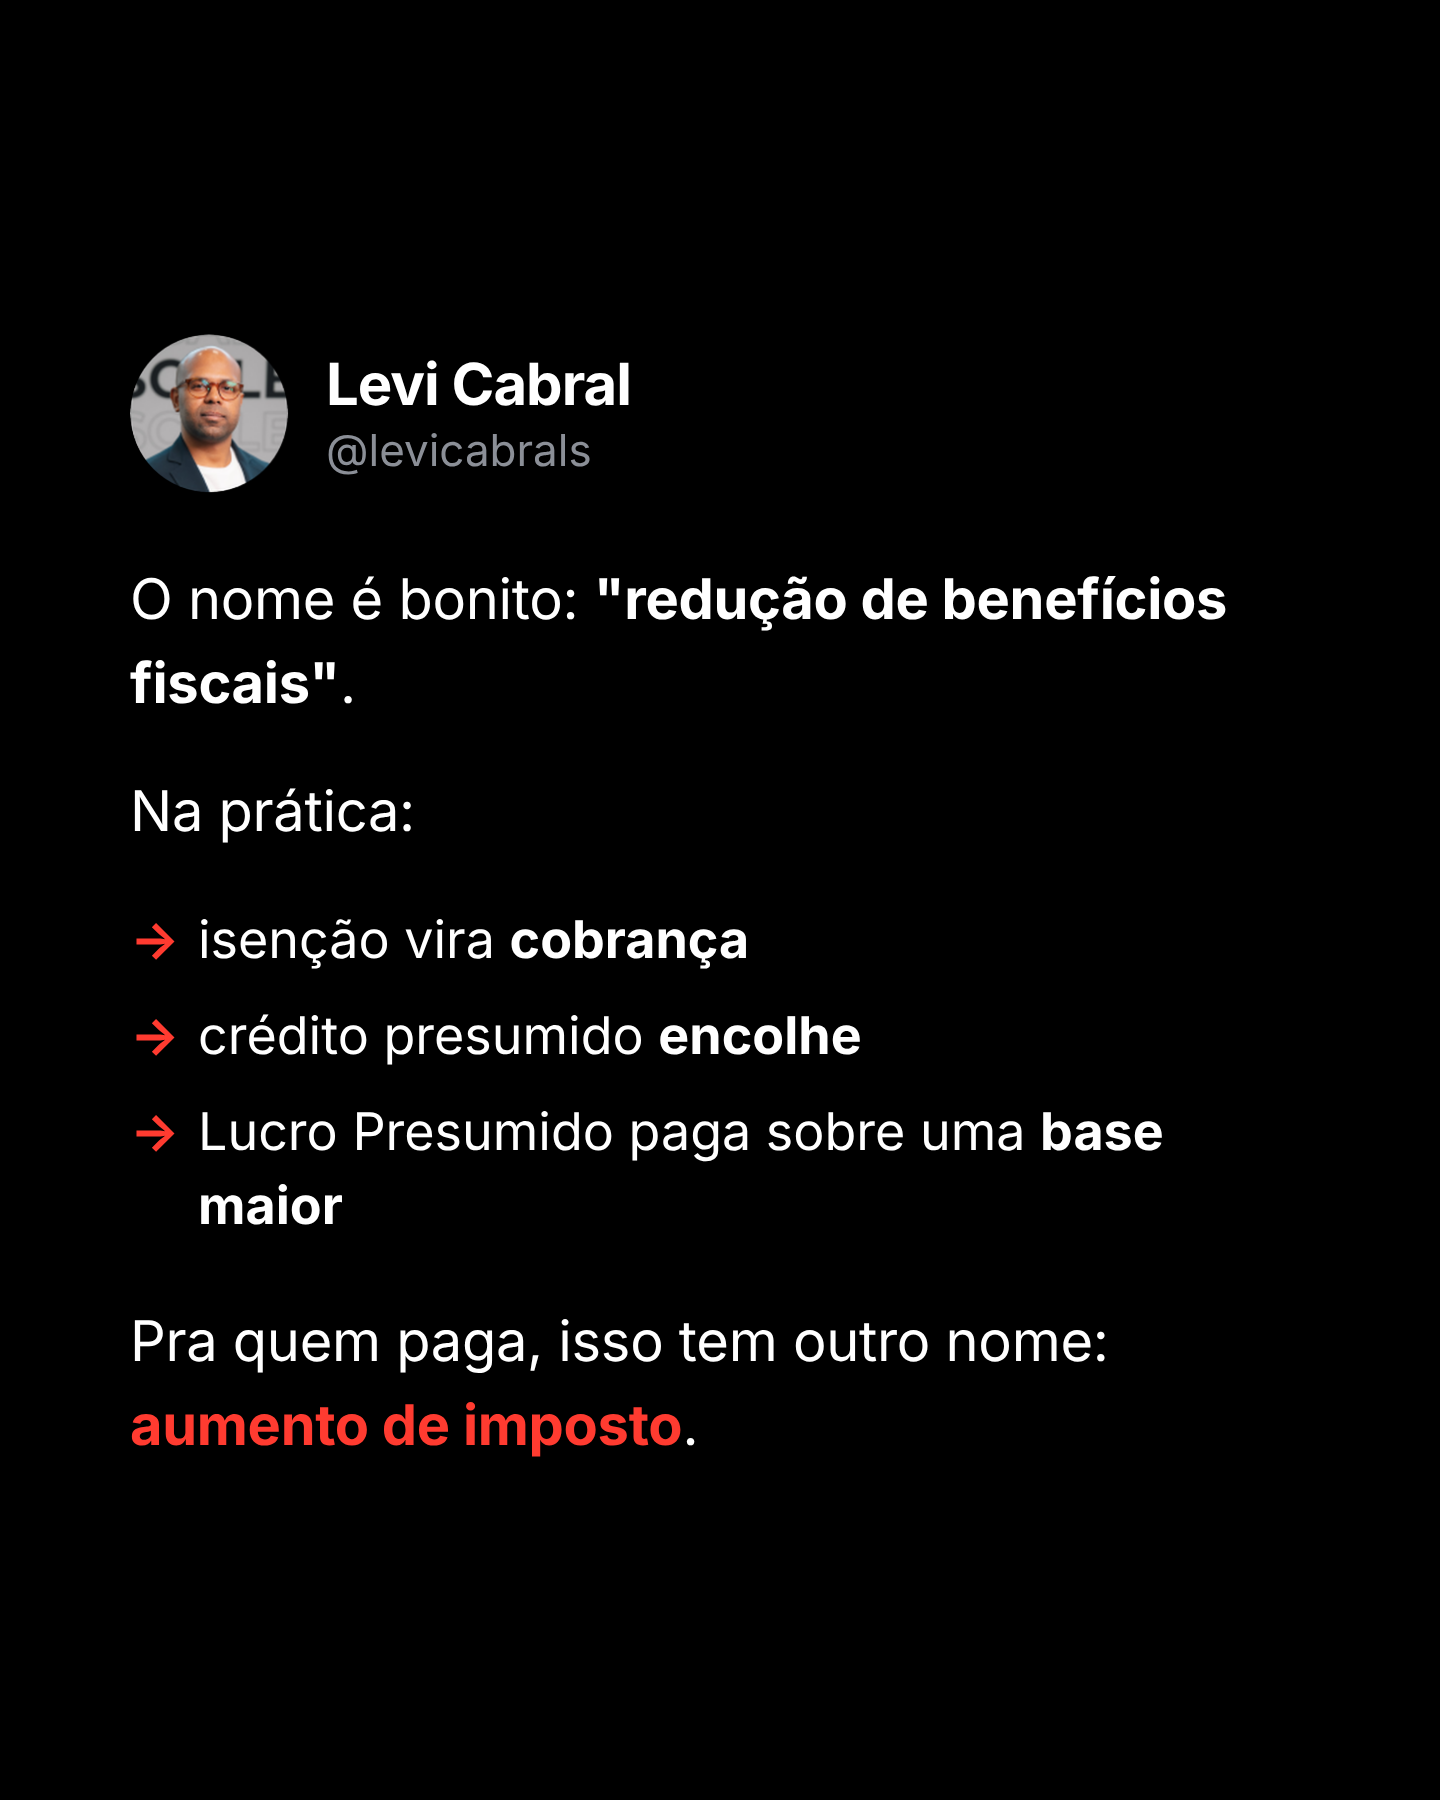 Levi Cabral
@levicabrals
O nome é bonito: "redução de benefícios
fiscais".
Na prática:
→ isenção vira cobrança
→ crédito presumido encolhe
→ Lucro Presumido paga sobre uma base
maior
Pra quem paga, isso tem outro nome:
aumento de imposto.